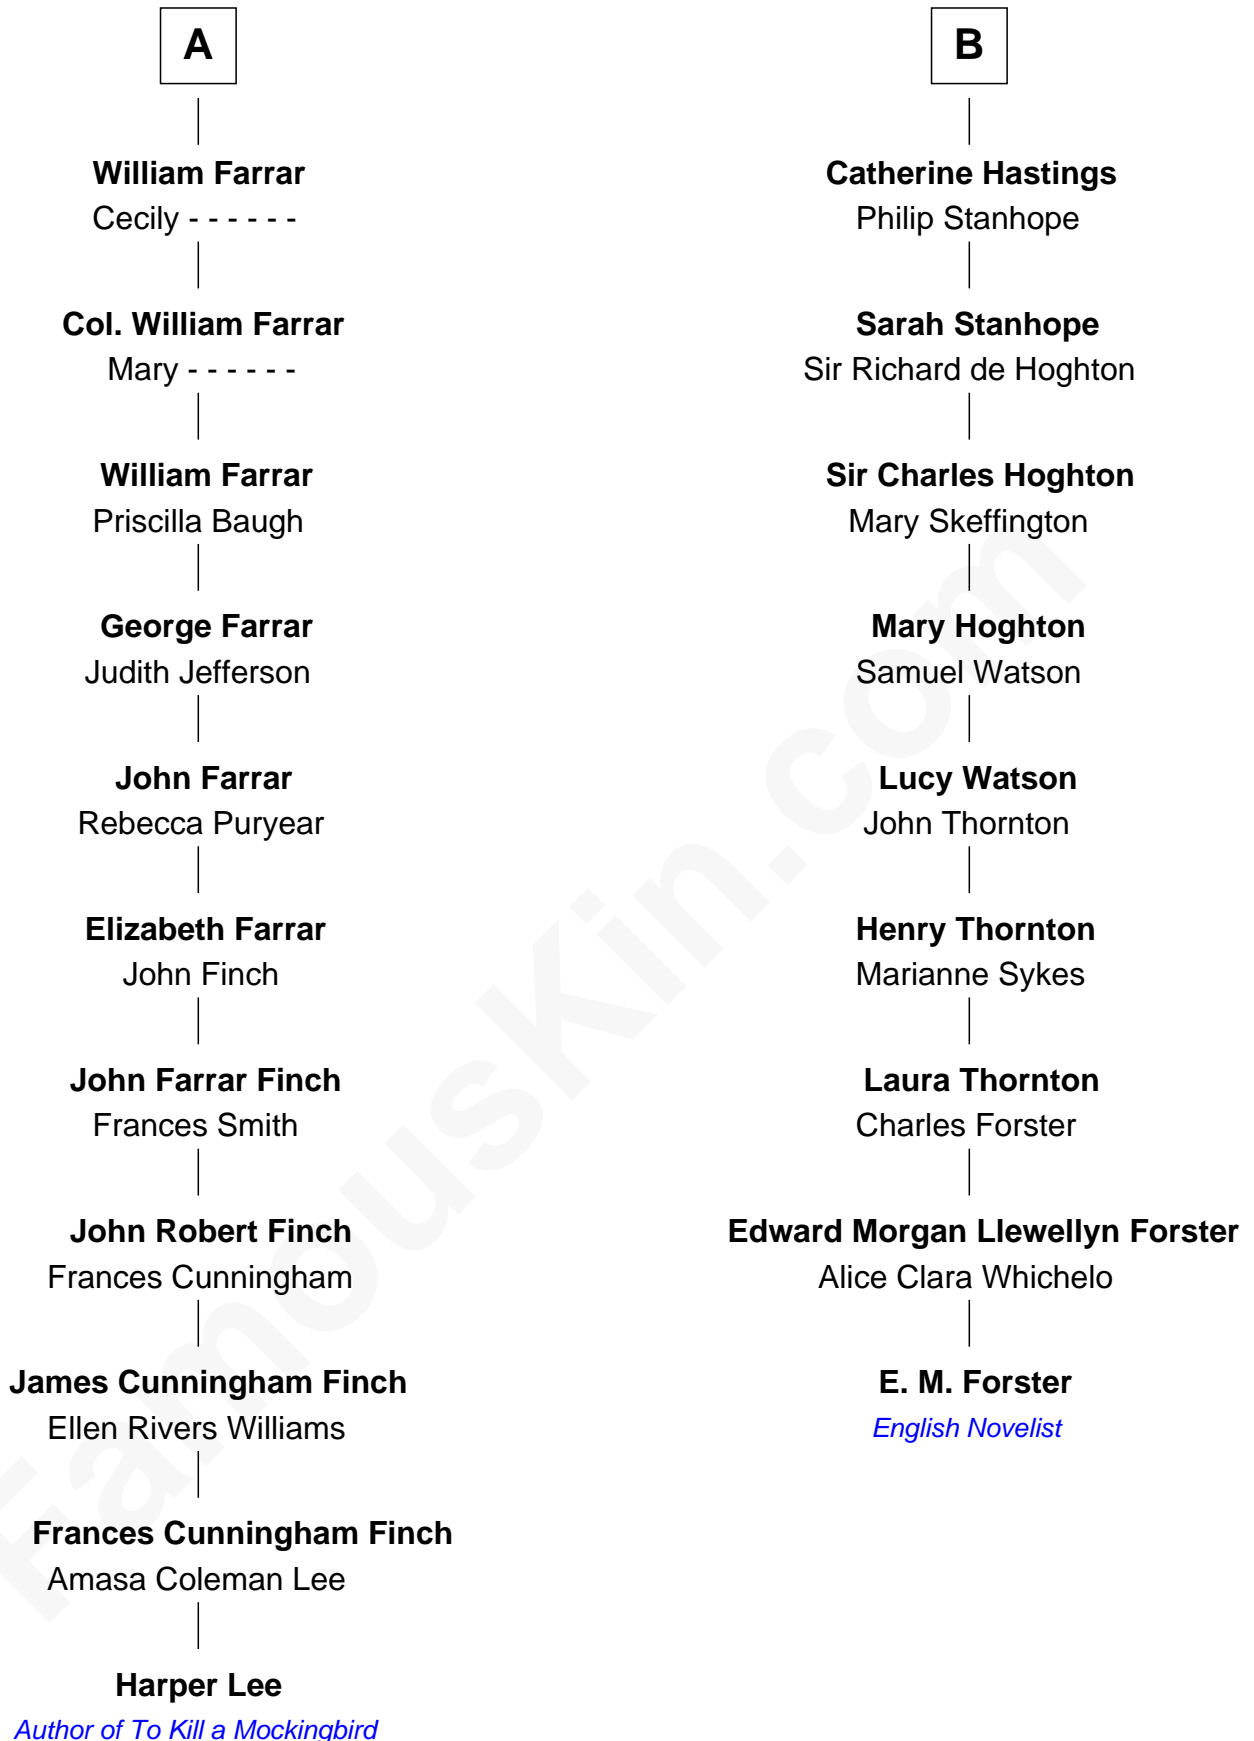 A
William Farrar
Cecily - - - - - -
Col. William Farrar
Mary - - - - - -
William Farrar
Priscilla Baugh
George Farrar
Judith Jefferson
John Farrar
Rebecca Puryear
Elizabeth Farrar
John Finch
John Farrar Finch
Frances Smith
John Robert Finch
Frances Cunningham
James Cunningham Finch
Ellen Rivers Williams
Frances Cunningham Finch
Amasa Coleman Lee
Harper Lee
Author of To Kill a Mockingbird
B
Catherine Hastings
Philip Stanhope
Sarah Stanhope
Sir Richard de Hoghton
Sir Charles Hoghton
Mary Skeffington
Mary Hoghton
Samuel Watson
Lucy Watson
John Thornton
Henry Thornton
Marianne Sykes
Laura Thornton
Charles Forster
Edward Morgan Llewellyn Forster
Alice Clara Whichelo
E. M. Forster
English Novelist
FamousKin.com